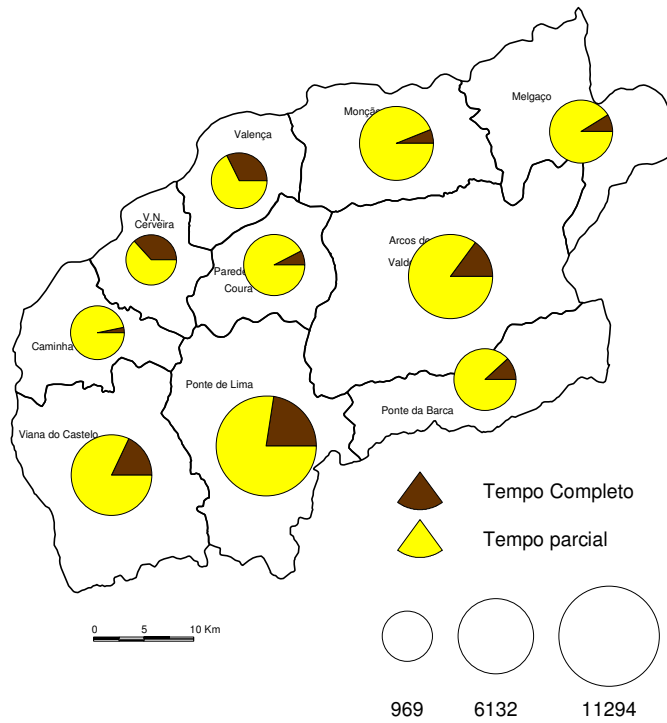 Melgaço
Monção
Valença
V.N.
Cerveira
Arcos de
Valde
Parede
Coura
Caminha
Ponte de Lima
Ponte da Barca
Viana do Castelo
Tempo Completo
Tempo parcial
0 5 10 Km
969 6132 11294